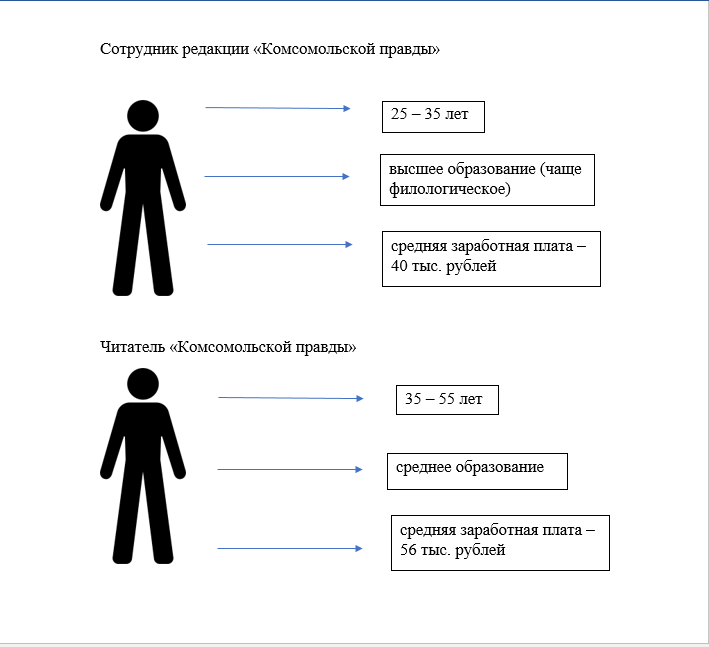 Сотрудник редакции «Комсомольской правды»
25 – 35 лет
высшее образование (чаще
филологическое)
средняя заработная плата –
40 тыс. рублей
Читатель «Комсомольской правды»
35 – 55 лет
среднее образование
средняя заработная плата –
56 тыс. рублей